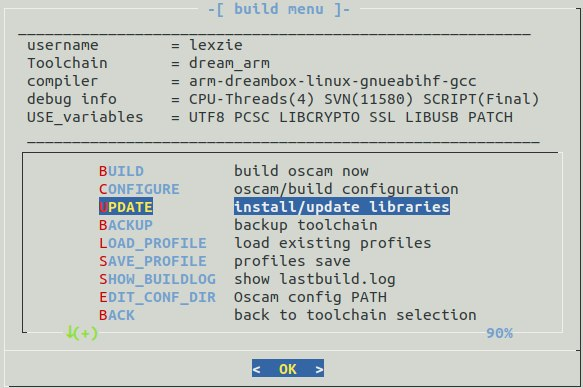 -[ build menu ]-
username = lexzie
Toolchain = dream_arm
compiler = arm-dreambox-linux-gnueabihf-gcc
debug info = CPU-Threads(4) SVN(11580) SCRIPT(Final)
USE_variables = UTF8 PCSC LIBCRYPTO SSL LIBUSB PATCH
BUILD build oscam now
CONFIGURE oscam/build configuration
UPDATE install/update libraries
BACKUP backup toolchain
LOAD_PROFILE load existing profiles
SAVE_PROFILE profiles save
SHOW_BUILDLOG show lastbuild.log
EDIT_CONF_DIR Oscam config PATH
BACK back to toolchain selection
↓(+) 90%
< OK >